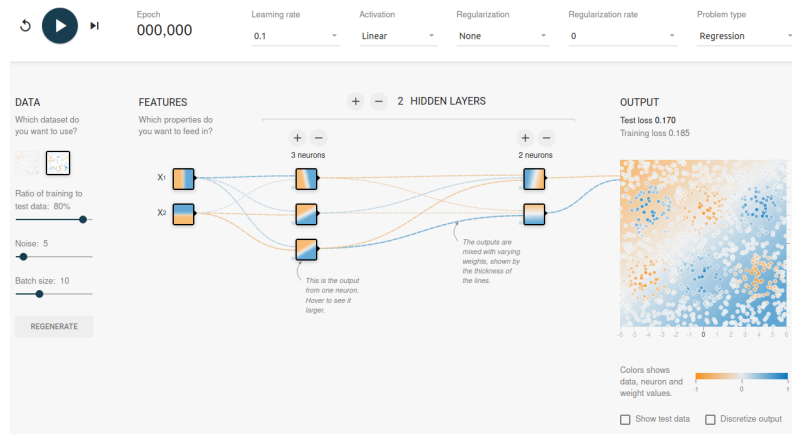 Epoch
000,000
Learning rate
0.1
Activation
Linear
Regularization
None
Regularization rate
0
Problem type
Regression
DATA
Which dataset do
you want to use?
Ratio of training to
test data: 80%
Noise: 5
Batch size: 10
REGENERATE
FEATURES
Which properties do
you want to feed in?
X1
X2
+ − 2 HIDDEN LAYERS
+ −
3 neurons
+ −
2 neurons
This is the output
from one neuron.
Hover to see it
larger.
The outputs are
mixed with varying
weights, shown by
the thickness of
the lines.
OUTPUT
Test loss 0.170
Training loss 0.185
-6 -5 -4 -3 -2 -1 0 1 2 3 4 5 6
Colors shows
data, neuron and
weight values.
-1 0 1
Show test data
Discretize output